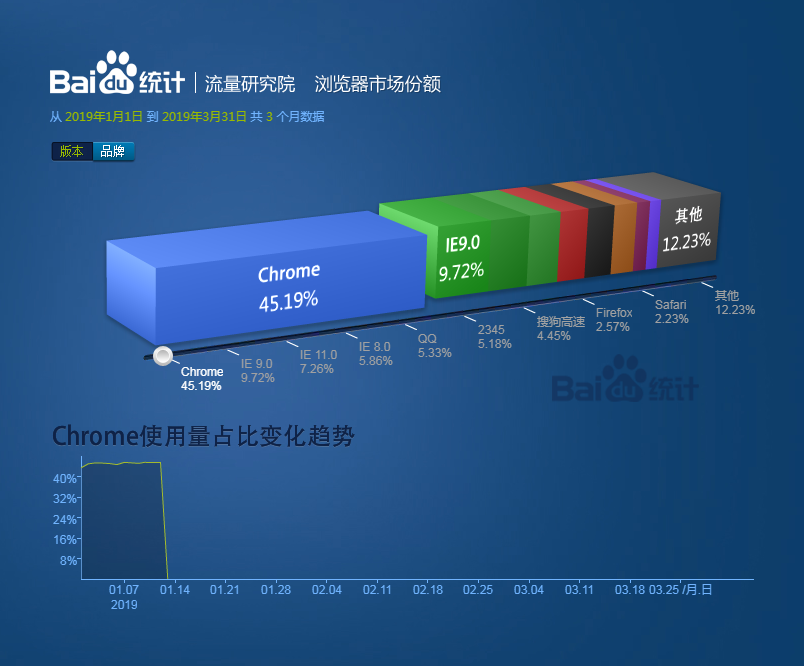 Baidu统计 | 流量研究院 浏览器市场份额
从 2019年1月1日 到 2019年3月31日 共 3 个月数据
版本 品牌
Chrome
45.19%
IE9.0
9.72%
其他
12.23%
Chrome
45.19%
IE 9.0
9.72%
IE 11.0
7.26%
IE 8.0
5.86%
QQ
5.33%
2345
5.18%
搜狗高速
4.45%
Firefox
2.57%
Safari
2.23%
其他
12.23%
Baidu统计
Chrome使用量占比变化趋势
40%
32%
24%
16%
8%
01.07 01.14 01.21 01.28 02.04 02.11 02.18 02.25 03.04 03.11 03.18 03.25 /月.日
2019